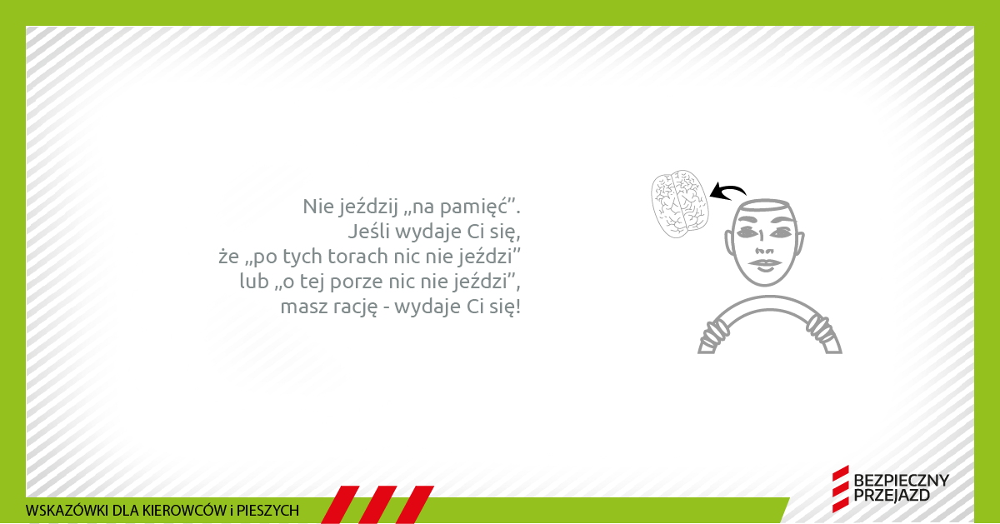 Nie jeździj „na pamięć”.
Jeśli wydaje Ci się,
że „po tych torach nic nie jeździ”
lub „o tej porze nic nie jeździ”,
masz rację - wydaje Ci się!
WSKAZÓWKI DLA KIEROWCÓW i PIESZYCH
BEZPIECZNY
PRZEJAZD